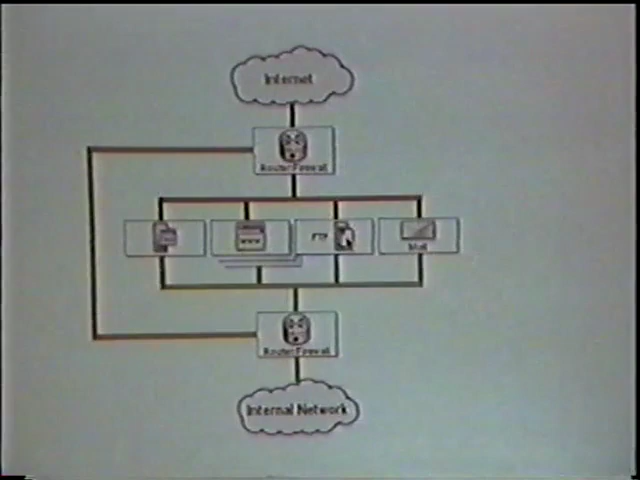 Internet
Router/Firewall
WWW
FTP
Mail
Router/Firewall
Internal Network